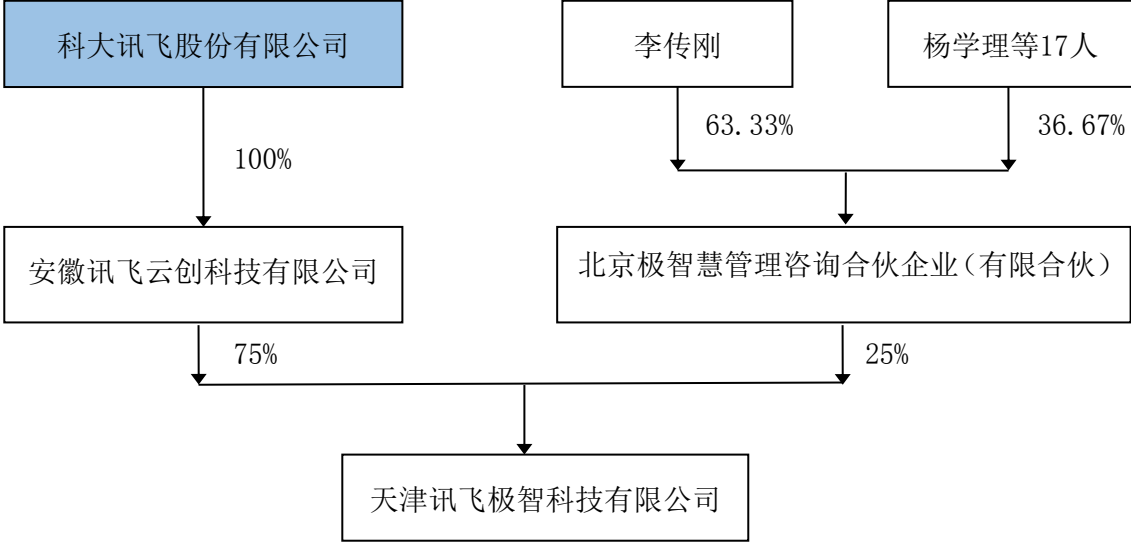 科大讯飞股份有限公司
李传刚
杨学理等17人
63.33%
36.67%
100%
安徽讯飞云创科技有限公司
北京极智慧管理咨询合伙企业（有限合伙）
75%
25%
天津讯飞极智科技有限公司